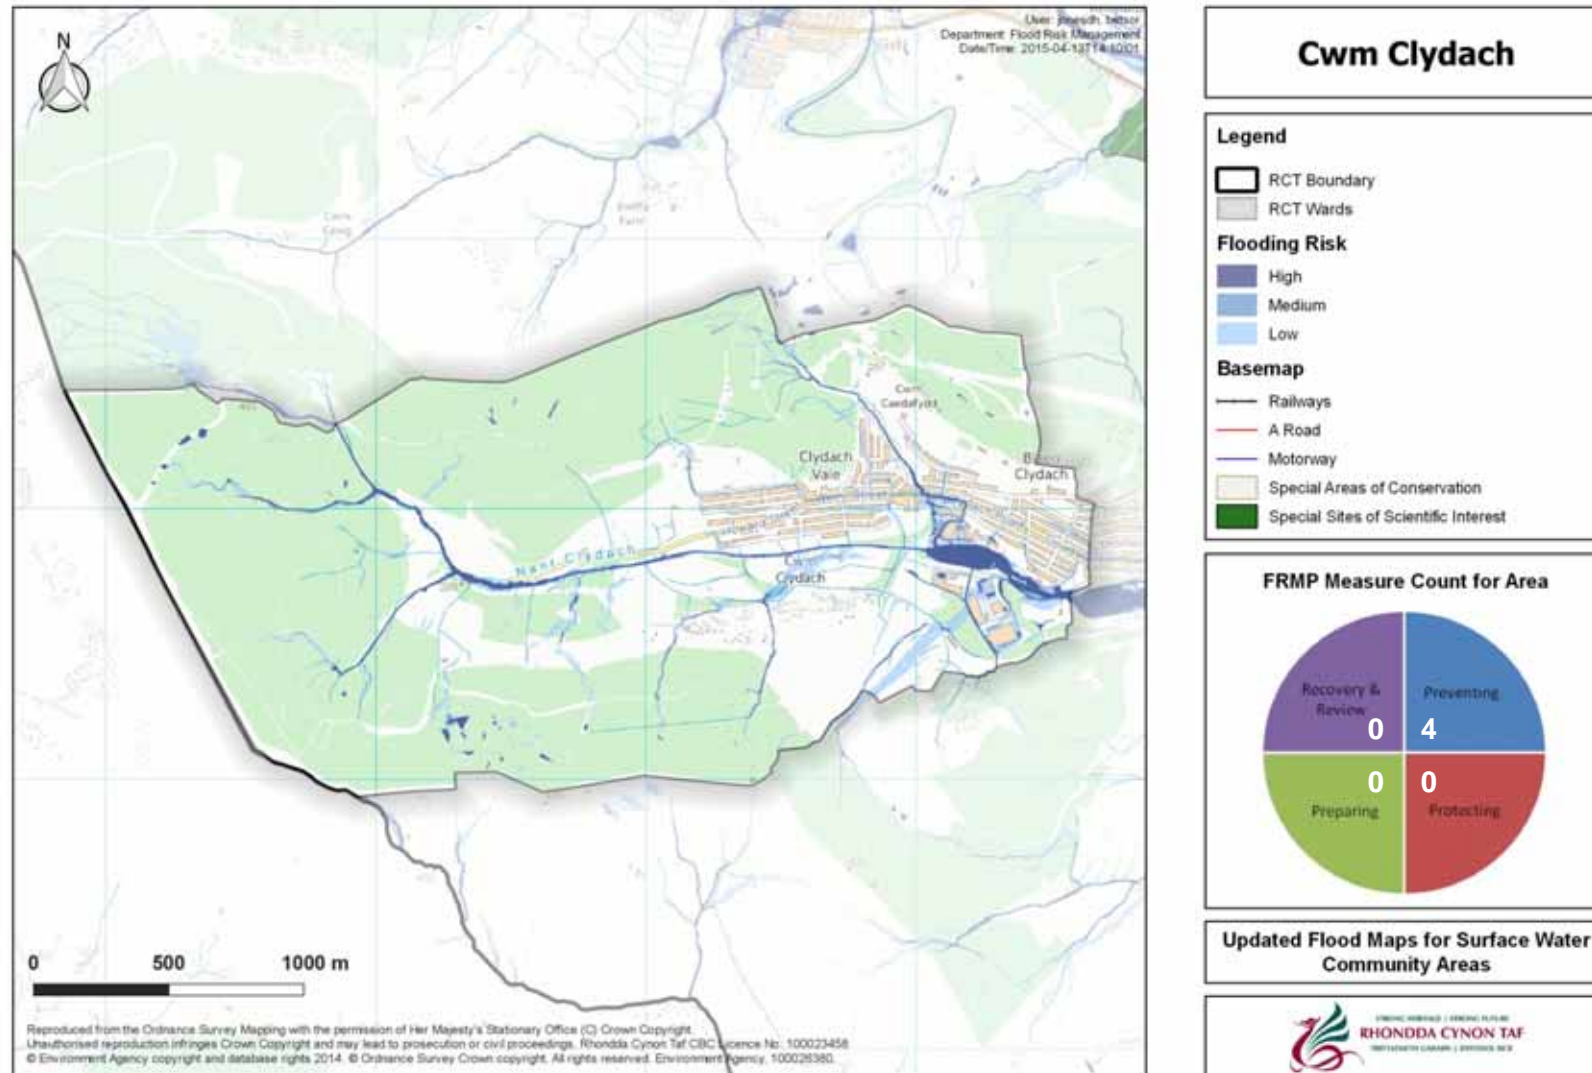 Department: Flood Risk Management
N
Clydach
Vale
Cwm
Clydach
Clydach
Nant Clydach
0 500 1000 m
Reproduced from the Ordnance Survey Mapping with the permission of Her Majesty's Stationary Office (C) Crown Copyright.
Unauthorised reproduction infringes Crown Copyright and may lead to prosecution or civil proceedings. Rhondda Cynon Taf CBC Licence No. 100023458
© Environment Agency copyright and database rights 2014. © Ordnance Survey Crown copyright. All rights reserved. Environment Agency, 100026380.
Cwm Clydach
Legend
RCT Boundary
RCT Wards
Flooding Risk
High
Medium
Low
Basemap
Railways
A Road
Motorway
Special Areas of Conservation
Special Sites of Scientific Interest
FRMP Measure Count for Area
Recovery &
Review
0
Preventing
4
Preparing
0
Protecting
0
Updated Flood Maps for Surface Water
Community Areas
RHONDDA CYNON TAF